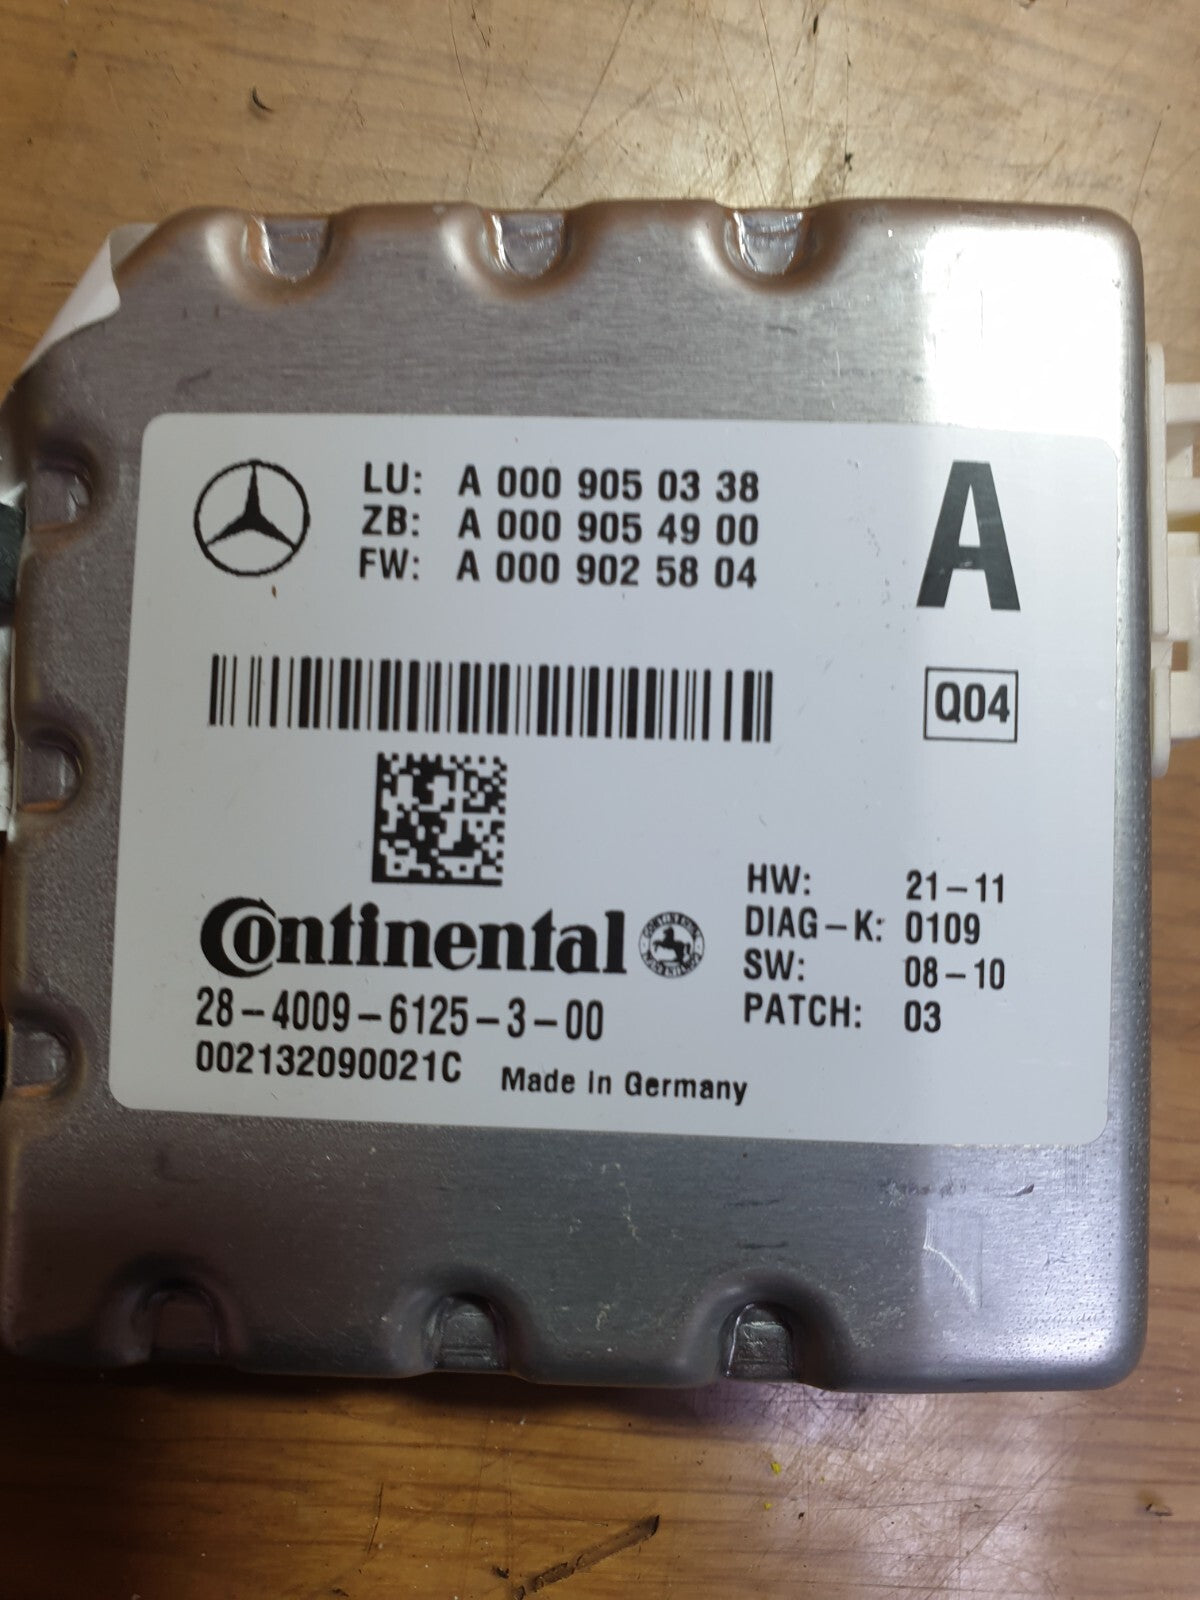 LU: A 000 905 03 38
ZB: A 000 905 49 00
FW: A 000 902 58 04
A
Q04
Continental
28-4009-6125-3-00
002132090021C Made In Germany
HW: 21-11
DIAG-K: 0109
SW: 08-10
PATCH: 03